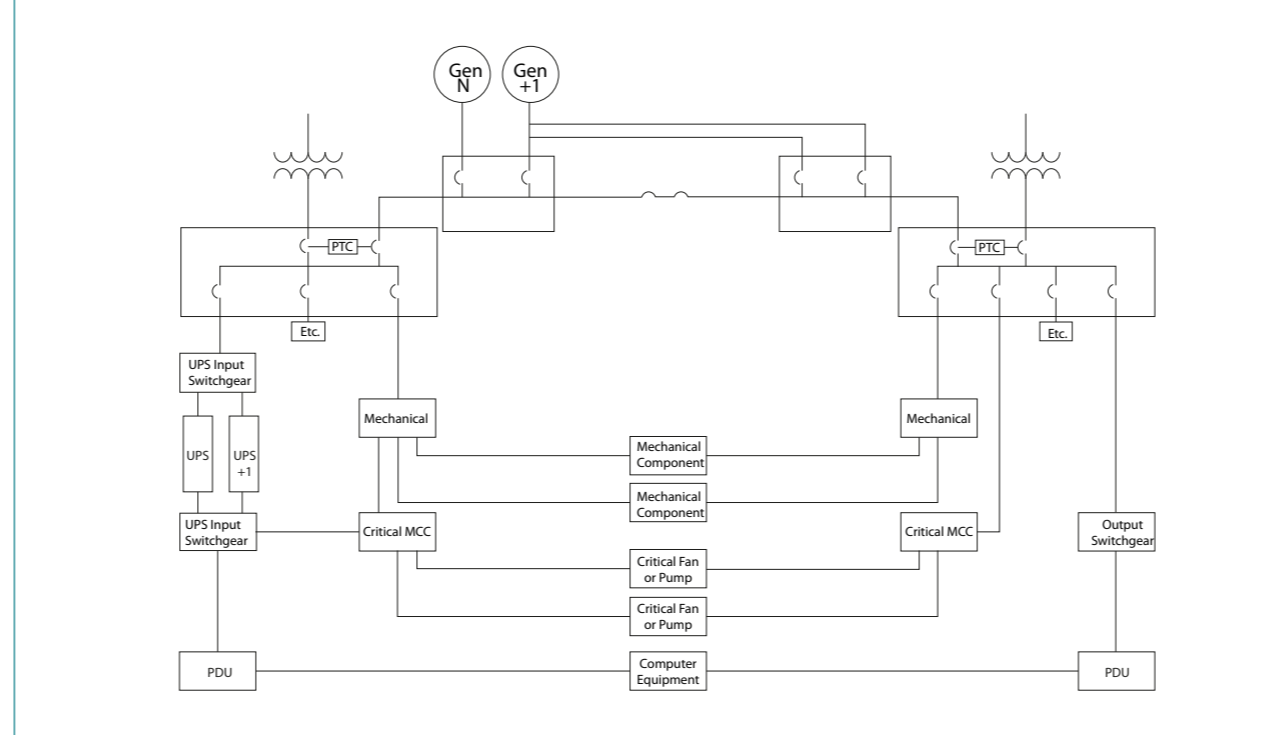 Gen
N
Gen
+1
PTC
PTC
Etc.
Etc.
UPS Input
Switchgear
UPS
UPS
+1
Mechanical
Mechanical
Mechanical
Component
Mechanical
Component
UPS Input
Switchgear
Critical MCC
Critical MCC
Output
Switchgear
Critical Fan
or Pump
Critical Fan
or Pump
PDU
Computer
Equipment
PDU